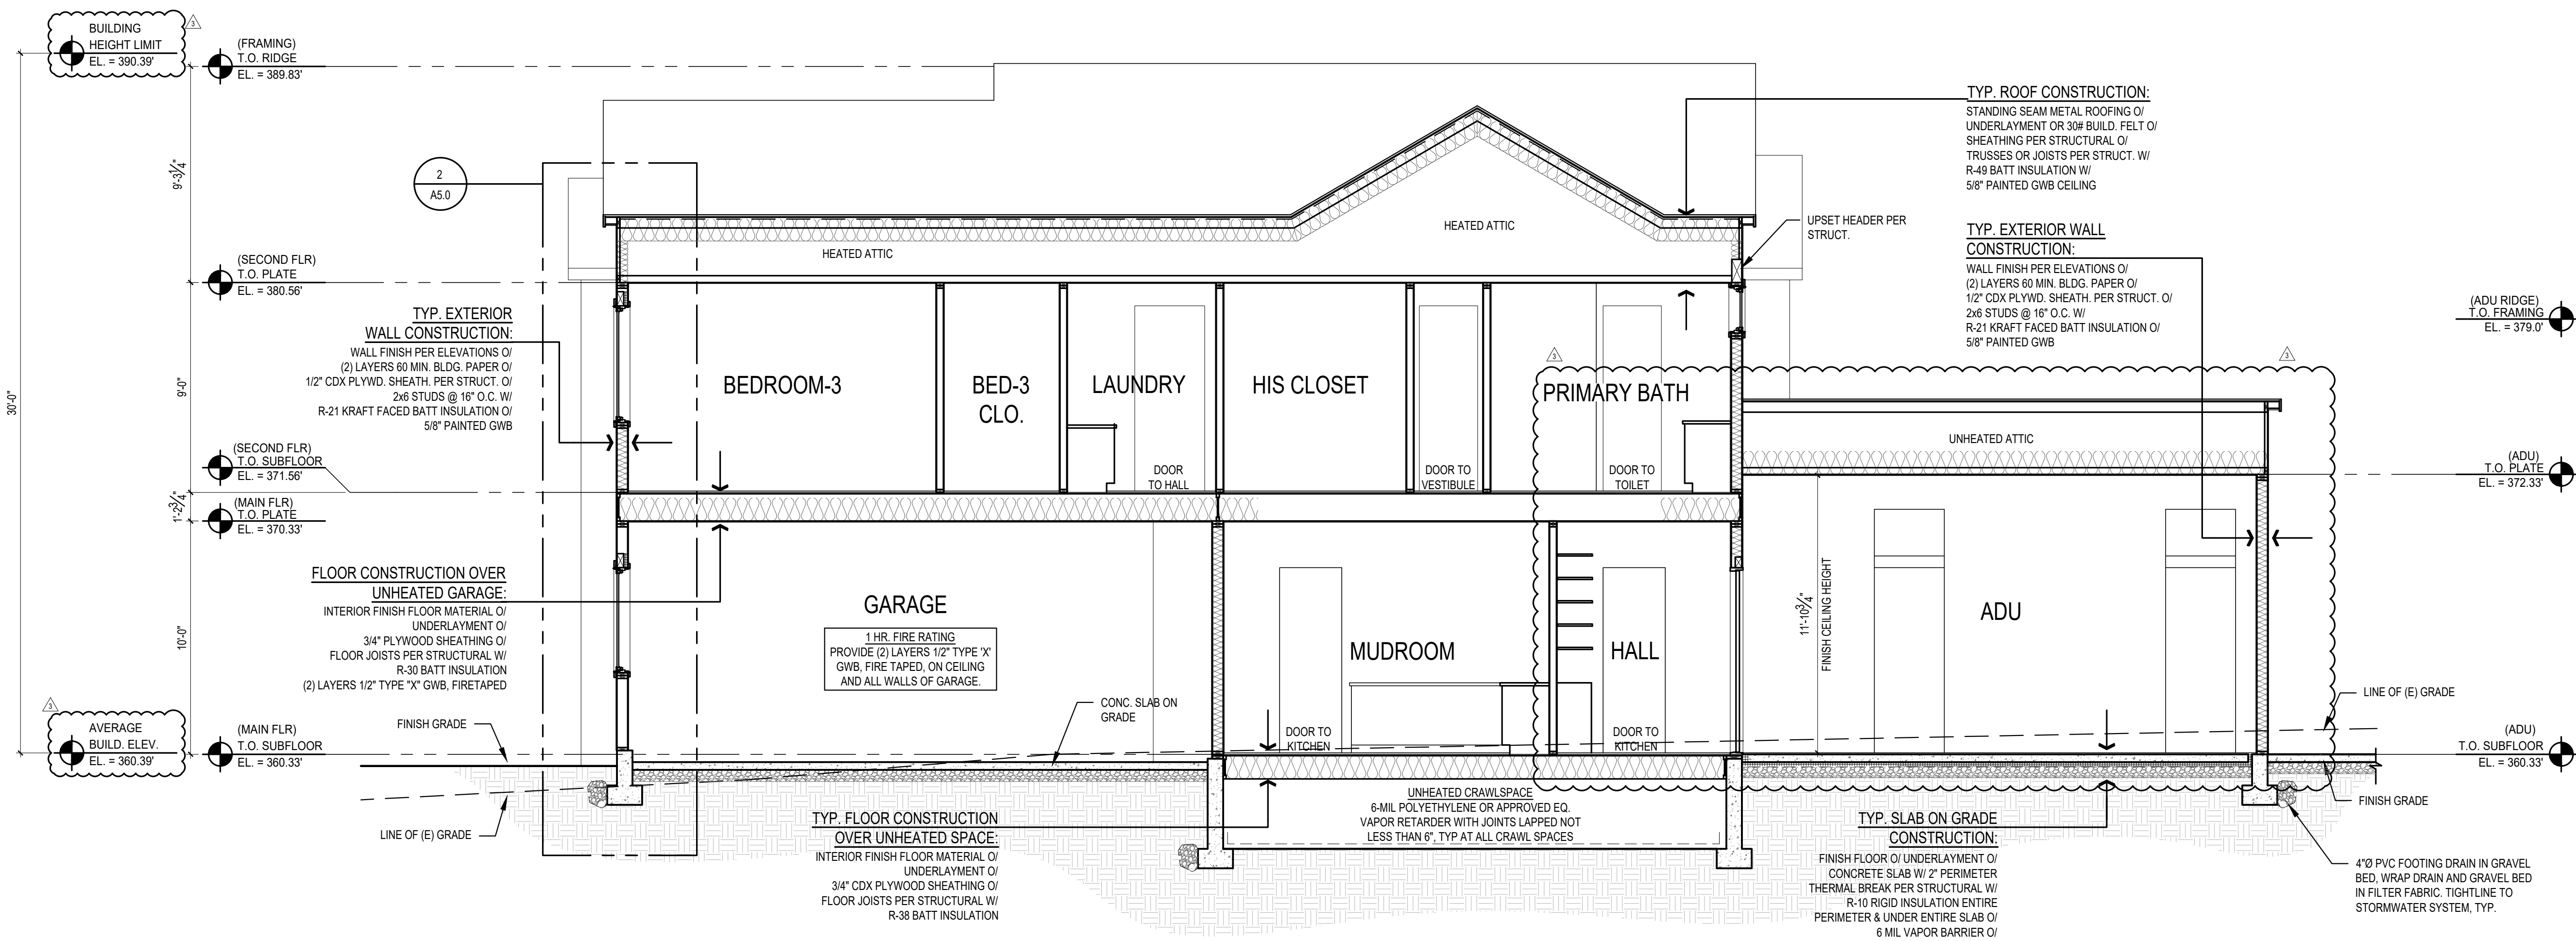 BUILDING
HEIGHT LIMIT
EL. = 390.39'
3
(FRAMING)
T.O. RIDGE
EL. = 389.83'
30'-0"
9'-3 1/4"
2
A5.0
(SECOND FLR)
T.O. PLATE
EL. = 380.56'
9'-0"
(SECOND FLR)
T.O. SUBFLOOR
EL. = 371.56'
1'-2 3/4"
(MAIN FLR)
T.O. PLATE
EL. = 370.33'
10'-0"
3
AVERAGE
BUILD. ELEV.
EL. = 360.39'
(MAIN FLR)
T.O. SUBFLOOR
EL. = 360.33'
TYP. EXTERIOR
WALL CONSTRUCTION:
WALL FINISH PER ELEVATIONS O/
(2) LAYERS 60 MIN. BLDG. PAPER O/
1/2" CDX PLYWD. SHEATH. PER STRUCT. O/
2x6 STUDS @ 16" O.C. W/
R-21 KRAFT FACED BATT INSULATION O/
5/8" PAINTED GWB
FLOOR CONSTRUCTION OVER
UNHEATED GARAGE:
INTERIOR FINISH FLOOR MATERIAL O/
UNDERLAYMENT O/
3/4" PLYWOOD SHEATHING O/
FLOOR JOISTS PER STRUCTURAL W/
R-30 BATT INSULATION
(2) LAYERS 1/2" TYPE "X" GWB, FIRETAPED
FINISH GRADE
LINE OF (E) GRADE
HEATED ATTIC
HEATED ATTIC
BEDROOM-3
BED-3
CLO.
LAUNDRY
DOOR
TO HALL
HIS CLOSET
DOOR TO
VESTIBULE
PRIMARY BATH
DOOR TO
TOILET
GARAGE
1 HR. FIRE RATING
PROVIDE (2) LAYERS 1/2" TYPE 'X'
GWB, FIRE TAPED, ON CEILING
AND ALL WALLS OF GARAGE.
CONC. SLAB ON
GRADE
MUDROOM
DOOR TO
KITCHEN
HALL
DOOR TO
KITCHEN
UNHEATED CRAWLSPACE
6-MIL POLYETHYLENE OR APPROVED EQ.
VAPOR RETARDER WITH JOINTS LAPPED NOT
LESS THAN 6", TYP AT ALL CRAWL SPACES
TYP. FLOOR CONSTRUCTION
OVER UNHEATED SPACE:
INTERIOR FINISH FLOOR MATERIAL O/
UNDERLAYMENT O/
3/4" CDX PLYWOOD SHEATHING O/
FLOOR JOISTS PER STRUCTURAL W/
R-38 BATT INSULATION
TYP. ROOF CONSTRUCTION:
STANDING SEAM METAL ROOFING O/
UNDERLAYMENT OR 30# BUILD. FELT O/
SHEATHING PER STRUCTURAL O/
TRUSSES OR JOISTS PER STRUCT. W/
R-49 BATT INSULATION W/
5/8" PAINTED GWB CEILING
UPSET HEADER PER
STRUCT.
TYP. EXTERIOR WALL
CONSTRUCTION:
WALL FINISH PER ELEVATIONS O/
(2) LAYERS 60 MIN. BLDG. PAPER O/
1/2" CDX PLYWD. SHEATH. PER STRUCT. O/
2x6 STUDS @ 16" O.C. W/
R-21 KRAFT FACED BATT INSULATION O/
5/8" PAINTED GWB
3
3
UNHEATED ATTIC
11'-10 3/4"
FINISH CEILING HEIGHT
ADU
(ADU RIDGE)
T.O. FRAMING
EL. = 379.0'
(ADU)
T.O. PLATE
EL. = 372.33'
LINE OF (E) GRADE
(ADU)
T.O. SUBFLOOR
EL. = 360.33'
FINISH GRADE
TYP. SLAB ON GRADE
CONSTRUCTION:
FINISH FLOOR O/ UNDERLAYMENT O/
CONCRETE SLAB W/ 2" PERIMETER
THERMAL BREAK PER STRUCTURAL W/
R-10 RIGID INSULATION ENTIRE
PERIMETER & UNDER ENTIRE SLAB O/
6 MIL VAPOR BARRIER O/
4"Ø PVC FOOTING DRAIN IN GRAVEL
BED, WRAP DRAIN AND GRAVEL BED
IN FILTER FABRIC. TIGHTLINE TO
STORMWATER SYSTEM, TYP.